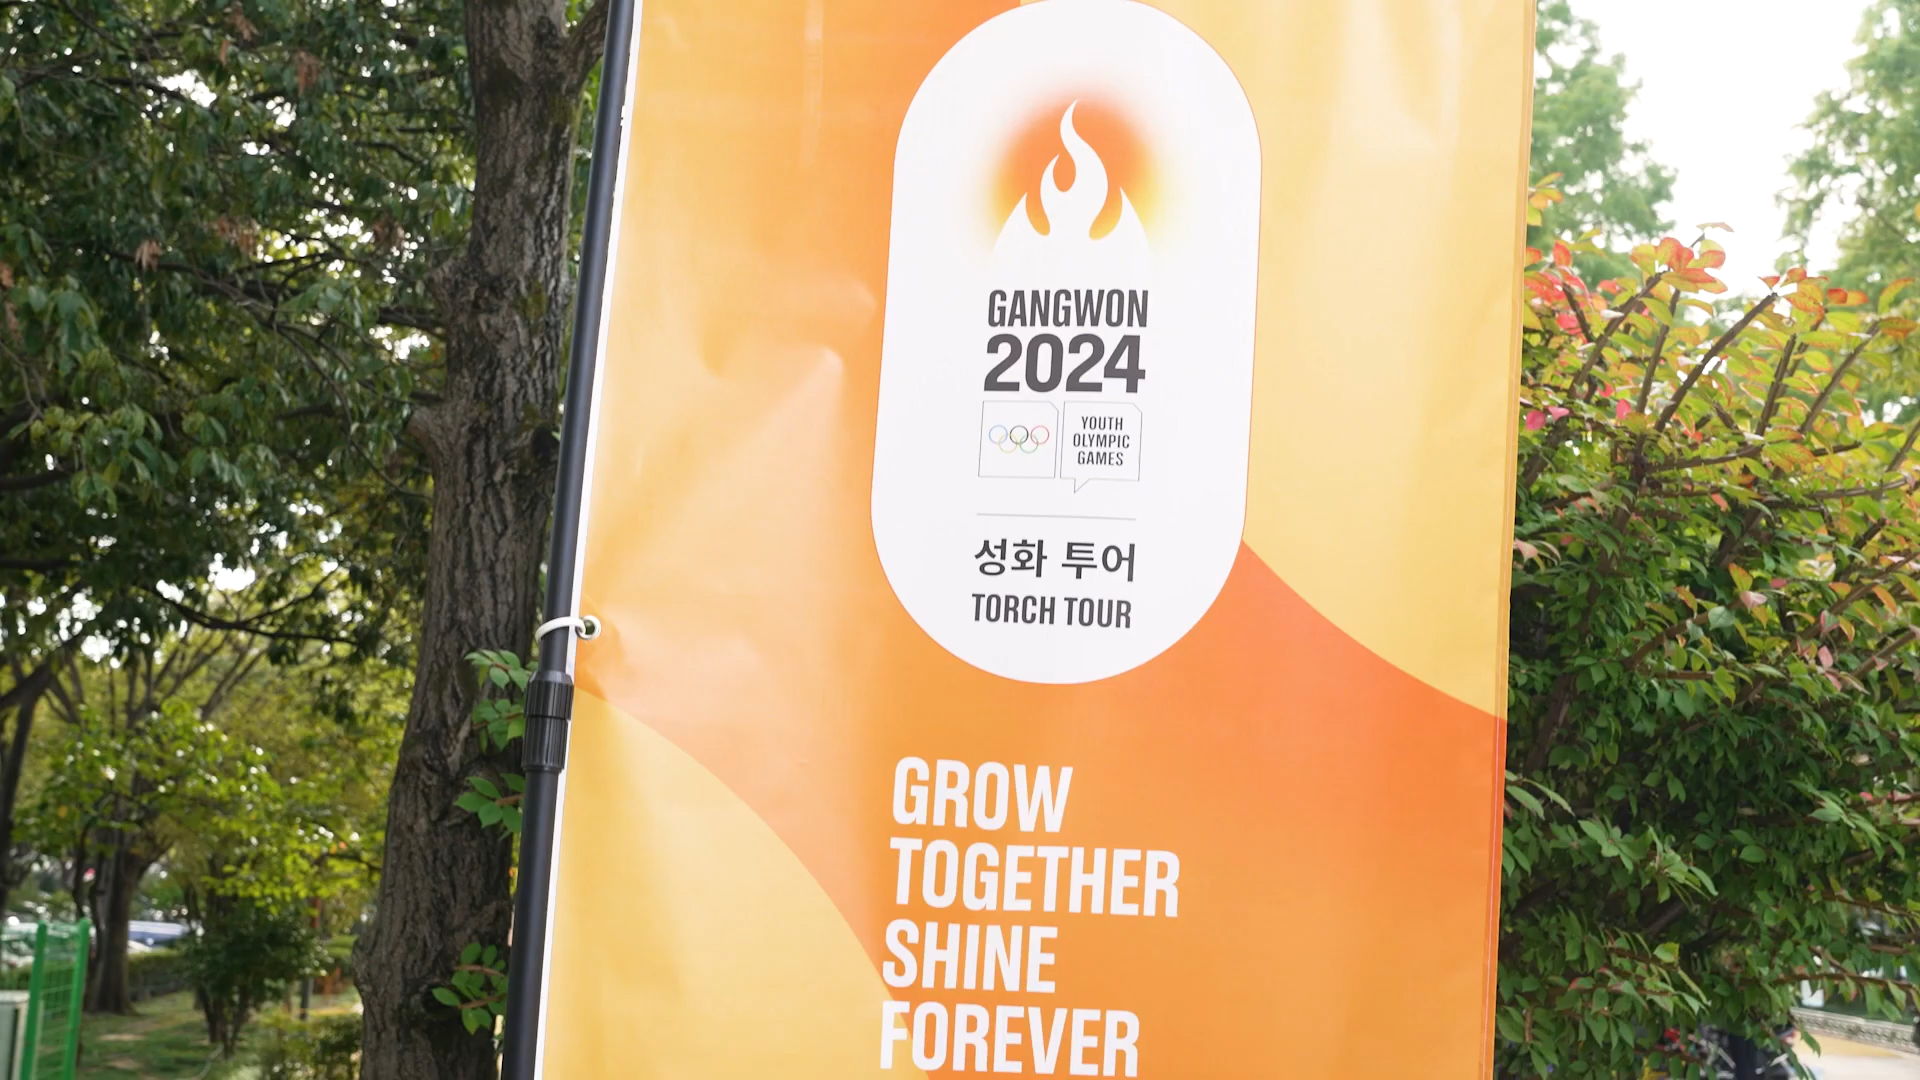 GANGWON
2024
YOUTH
OLYMPIC
GAMES
성화 투어
TORCH TOUR
GROW
TOGETHER
SHINE
FOREVER